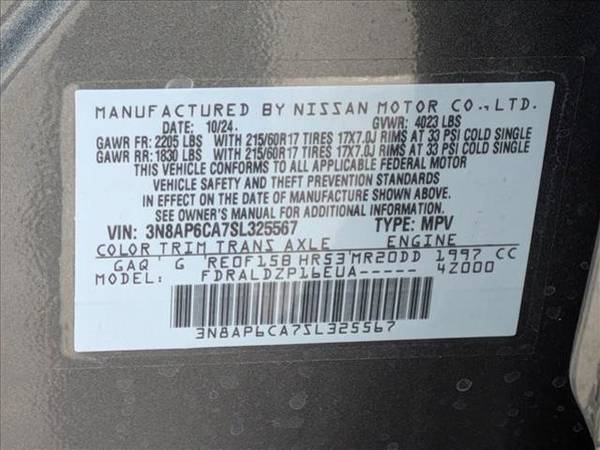 MANUFACTURED BY NISSAN MOTOR CO.,LTD.
DATE: 10/24. GVWR: 4023 LBS
GAWR FR: 2205 LBS WITH 215/60R17 TIRES 17X7.0J RIMS AT 33 PSI COLD SINGLE
GAWR RR: 1830 LBS WITH 215/60R17 TIRES 17X7.0J RIMS AT 33 PSI COLD SINGLE
THIS VEHICLE CONFORMS TO ALL APPLICABLE FEDERAL MOTOR
VEHICLE SAFETY AND THEFT PREVENTION STANDARDS
IN EFFECT ON THE DATE OF MANUFACTURE SHOWN ABOVE.
SEE OWNER'S MANUAL FOR ADDITIONAL INFORMATION.
VIN: 3N8AP6CA7SL325567 TYPE: MPV
COLOR TRIM TRANS AXLE ENGINE
GAQ G RE0F15B HR53 MR20DD 1997 CC
MODEL: FDRALDZP16EUA----- 4Z000
3N8AP6CA7SL325567